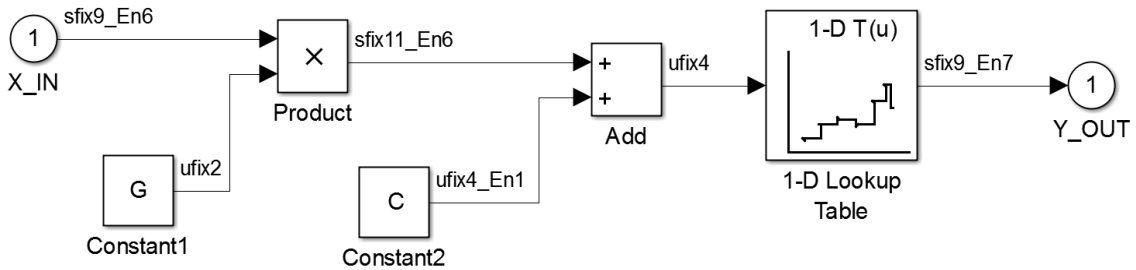 sfix9_En6
1
X_IN
×
Product
sfix11_En6
G
ufix2
Constant1
C
ufix4_En1
Constant2
+
+
Add
ufix4
1-D T(u)
1-D Lookup
Table
sfix9_En7
1
Y_OUT